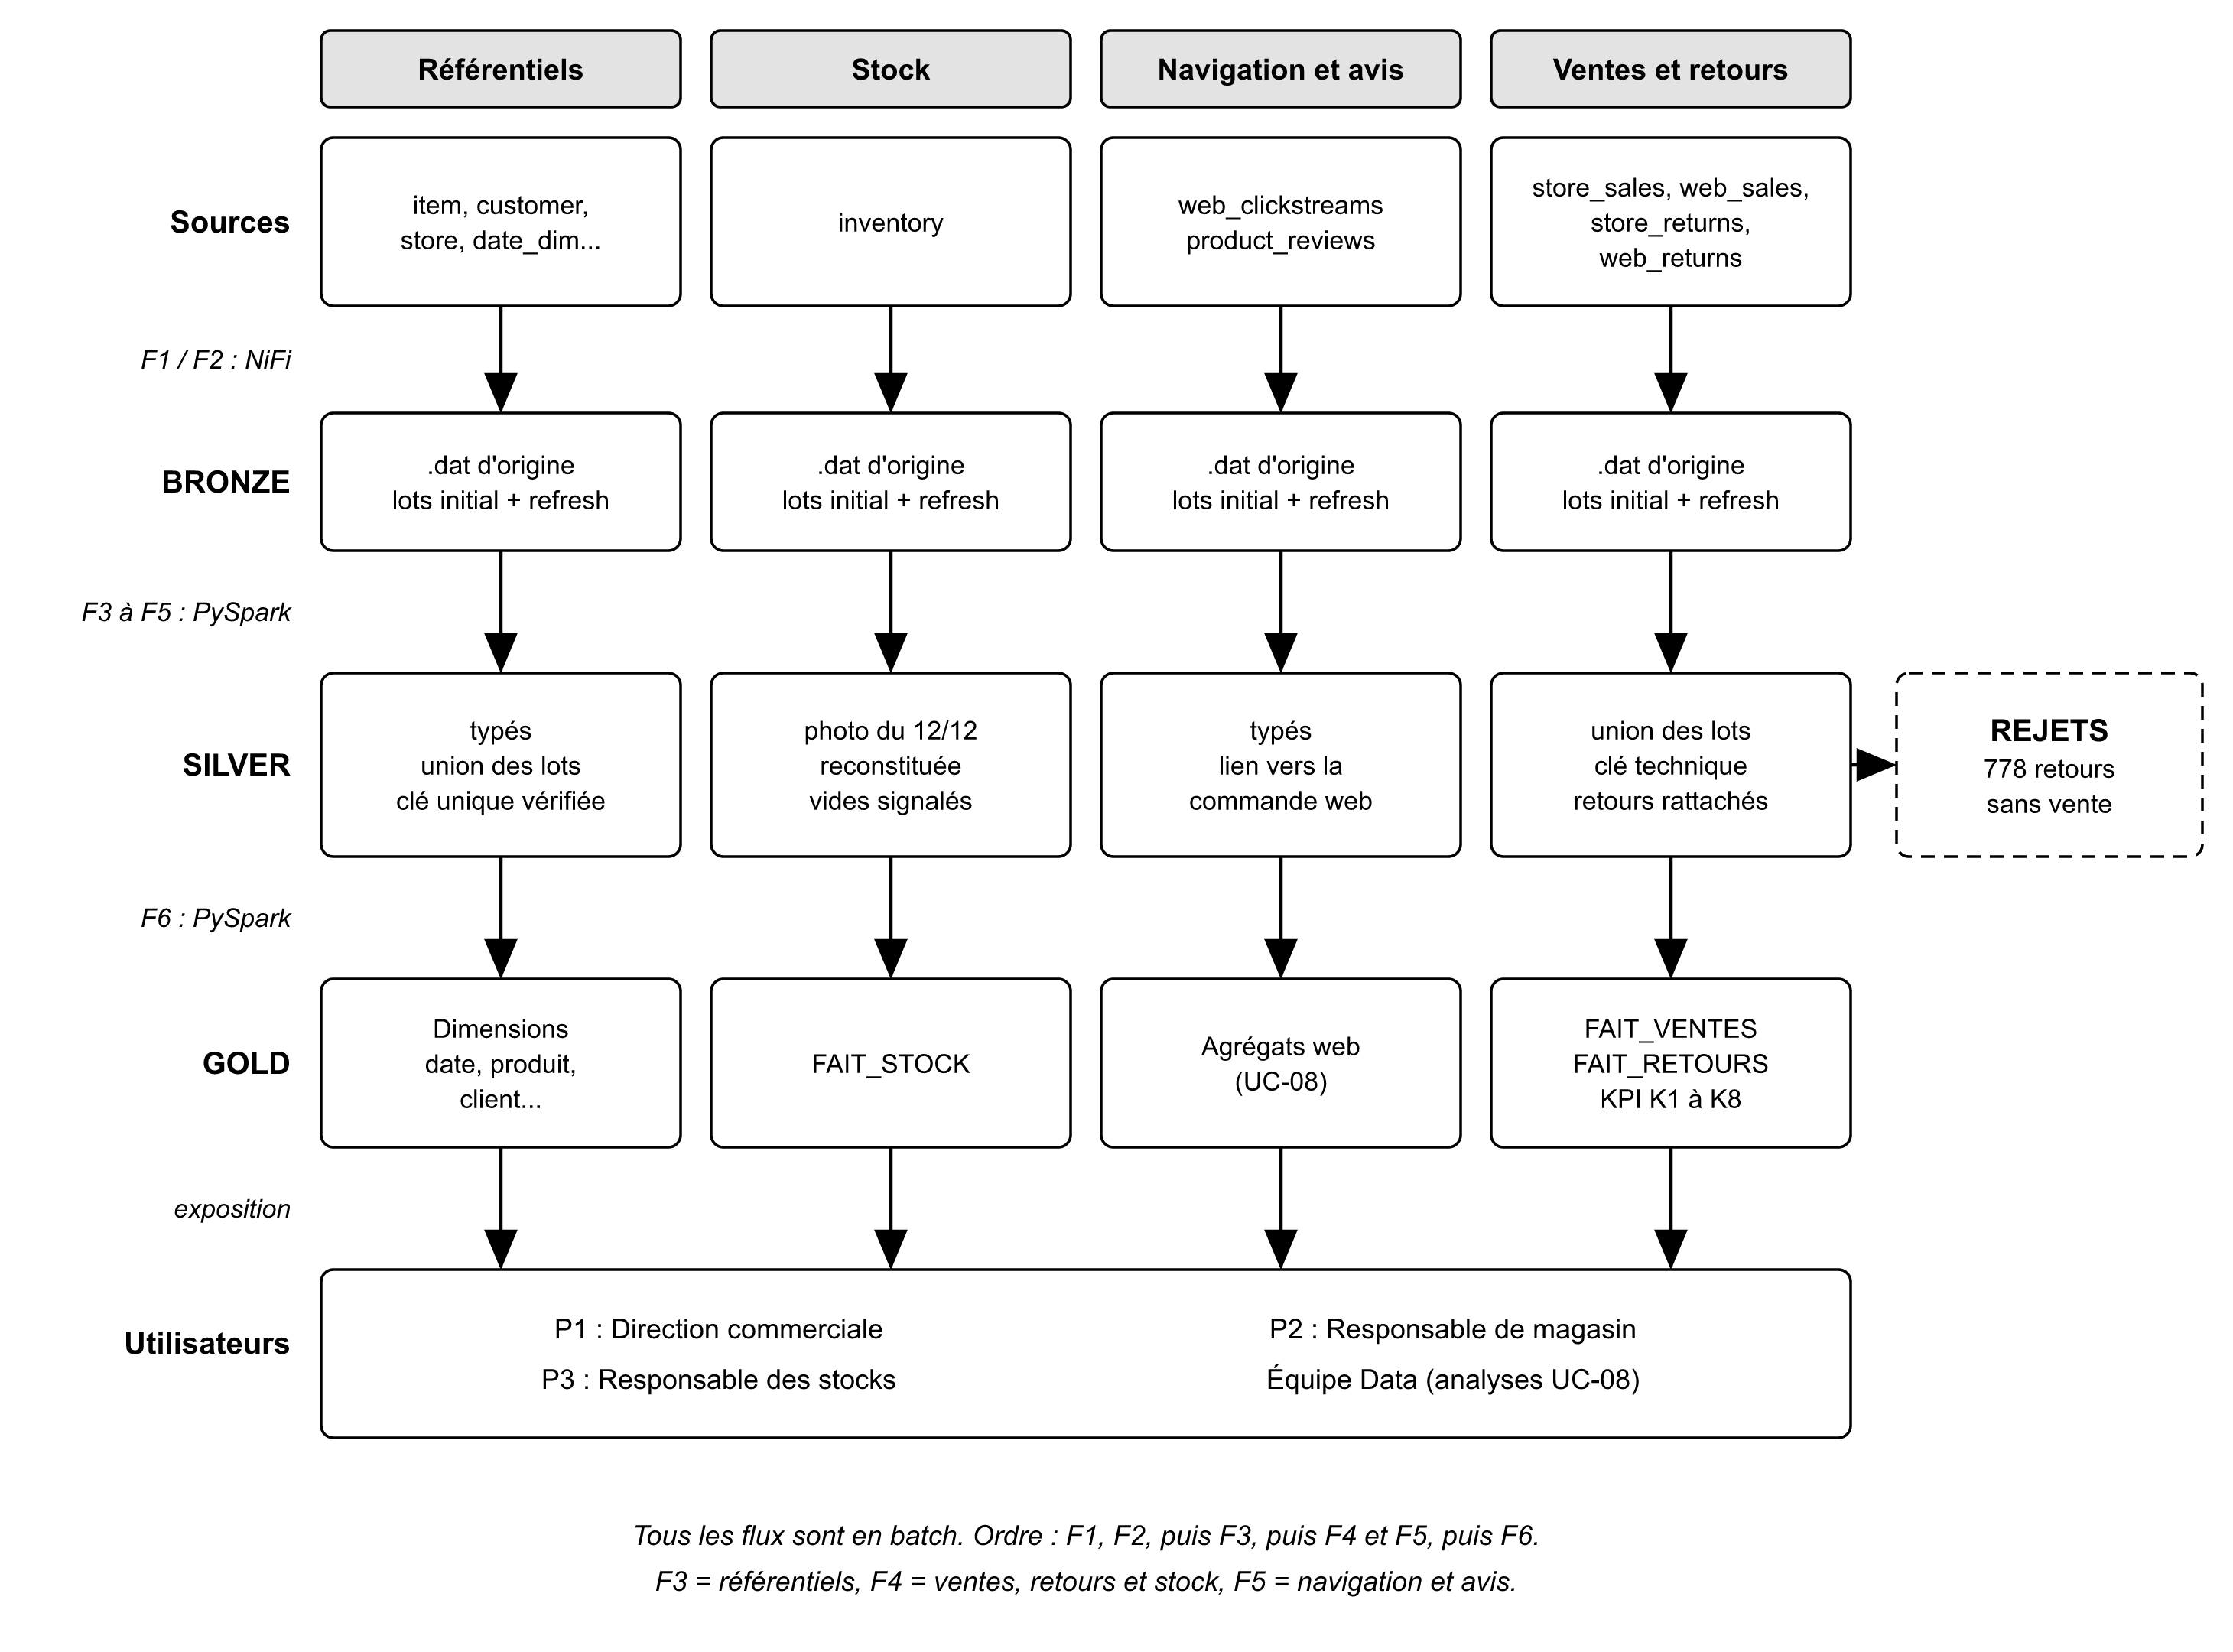 Référentiels
Stock
Navigation et avis
Ventes et retours
Sources
item, customer,
store, date_dim...
inventory
web_clickstreams
product_reviews
store_sales, web_sales,
store_returns,
web_returns
F1 / F2 : NiFi
BRONZE
.dat d'origine
lots initial + refresh
.dat d'origine
lots initial + refresh
.dat d'origine
lots initial + refresh
.dat d'origine
lots initial + refresh
F3 à F5 : PySpark
SILVER
typés
union des lots
clé unique vérifiée
photo du 12/12
reconstituée
vides signalés
typés
lien vers la
commande web
union des lots
clé technique
retours rattachés
REJETS
778 retours
sans vente
F6 : PySpark
GOLD
Dimensions
date, produit,
client...
FAIT_STOCK
Agrégats web
(UC-08)
FAIT_VENTES
FAIT_RETOURS
KPI K1 à K8
exposition
Utilisateurs
P1 : Direction commerciale
P2 : Responsable de magasin
P3 : Responsable des stocks
Équipe Data (analyses UC-08)
Tous les flux sont en batch. Ordre : F1, F2, puis F3, puis F4 et F5, puis F6.
F3 = référentiels, F4 = ventes, retours et stock, F5 = navigation et avis.